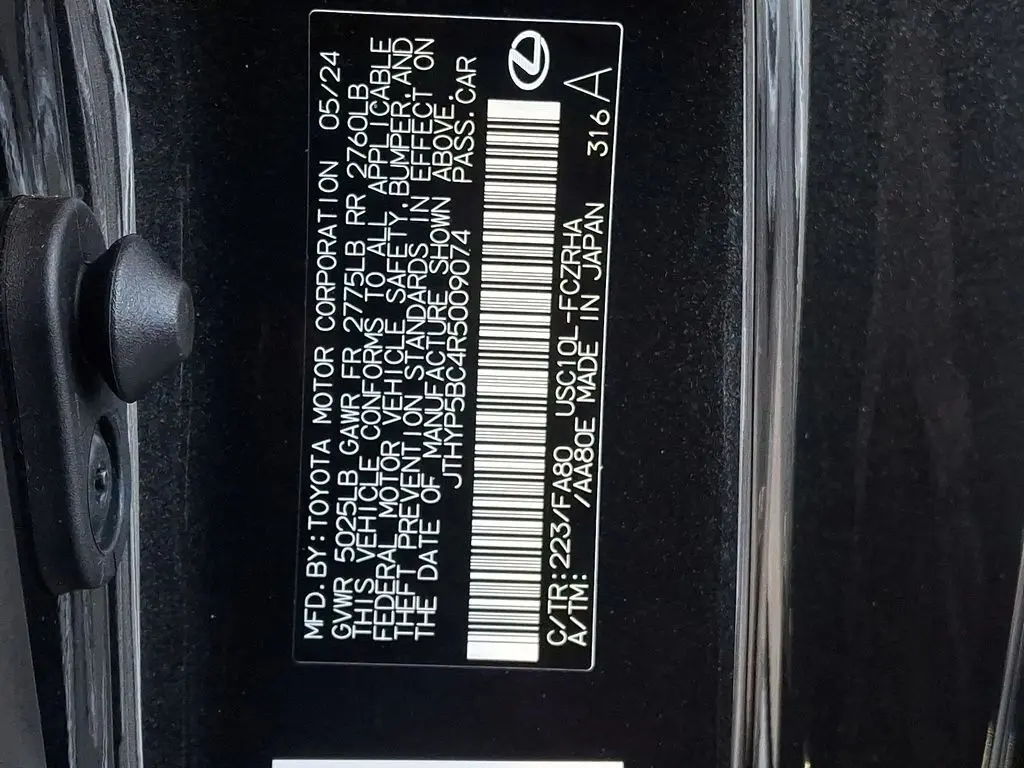 MFD. BY: TOYOTA MOTOR CORPORATION 05/24
GVWR 5025LB GAWR FR 2775LB RR 2760LB
THIS VEHICLE CONFORMS TO ALL APPLICABLE
FEDERAL MOTOR VEHICLE SAFETY, BUMPER, AND
THEFT PREVENTION STANDARDS IN EFFECT ON
THE DATE OF MANUFACTURE SHOWN ABOVE.
JTHYP5BC4R5009074 PASS. CAR
C/TR:223/FA80 USC10L-FCZRHA
A/TM: /AA80E MADE IN JAPAN 316A